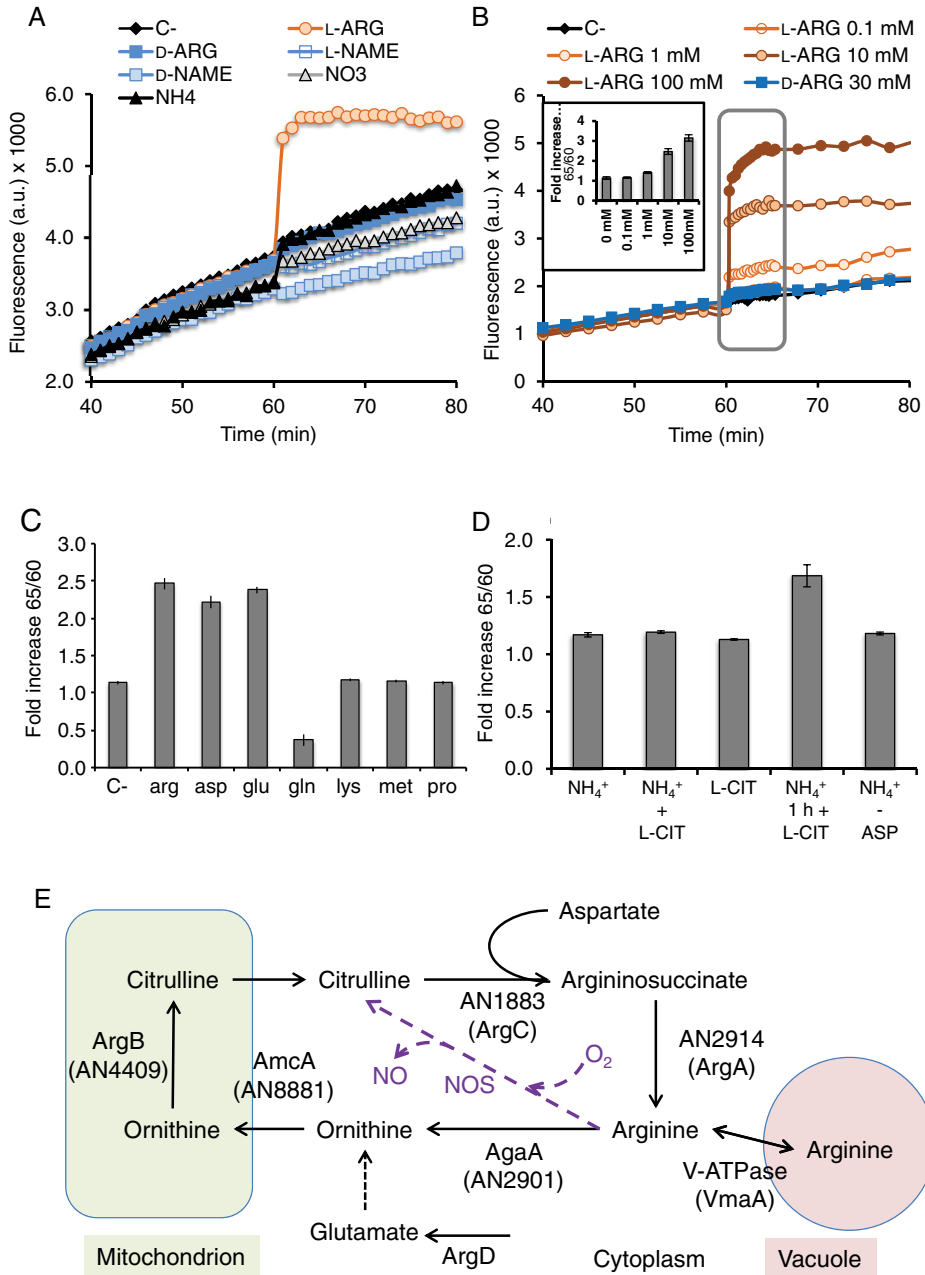 A
C-
L-ARG
D-ARG
L-NAME
D-NAME
NO3
NH4
Fluorescence (a.u.) x 1000
6.0
5.0
4.0
3.0
2.0
40
50
60
70
80
Time (min)
B
C-
L-ARG 0.1 mM
L-ARG 1 mM
L-ARG 10 mM
L-ARG 100 mM
D-ARG 30 mM
Fluorescence (a.u.) x 1000
6
5
4
3
2
1
0
40
50
60
70
80
Time (min)
Fold increase...
65/60
4
3
2
1
0
0 mM
0.1mM
1mM
10mM
100mM
C
Fold increase 65/60
3.0
2.5
2.0
1.5
1.0
0.5
0.0
C-
arg
asp
glu
gln
lys
met
pro
D
Fold increase 65/60
2.0
1.5
1.0
0.5
0.0
NH4+
NH4+
+
L-CIT
L-CIT
NH4+
1 h +
L-CIT
NH4+
-
ASP
E
Aspartate
Citrulline
Citrulline
Argininosuccinate
AN1883
(ArgC)
ArgB
(AN4409)
AmcA
(AN8881)
NO
NOS
O2
AN2914
(ArgA)
Ornithine
Ornithine
Arginine
Arginine
AgaA
(AN2901)
V-ATPase
(VmaA)
Glutamate
ArgD
Mitochondrion
Cytoplasm
Vacuole